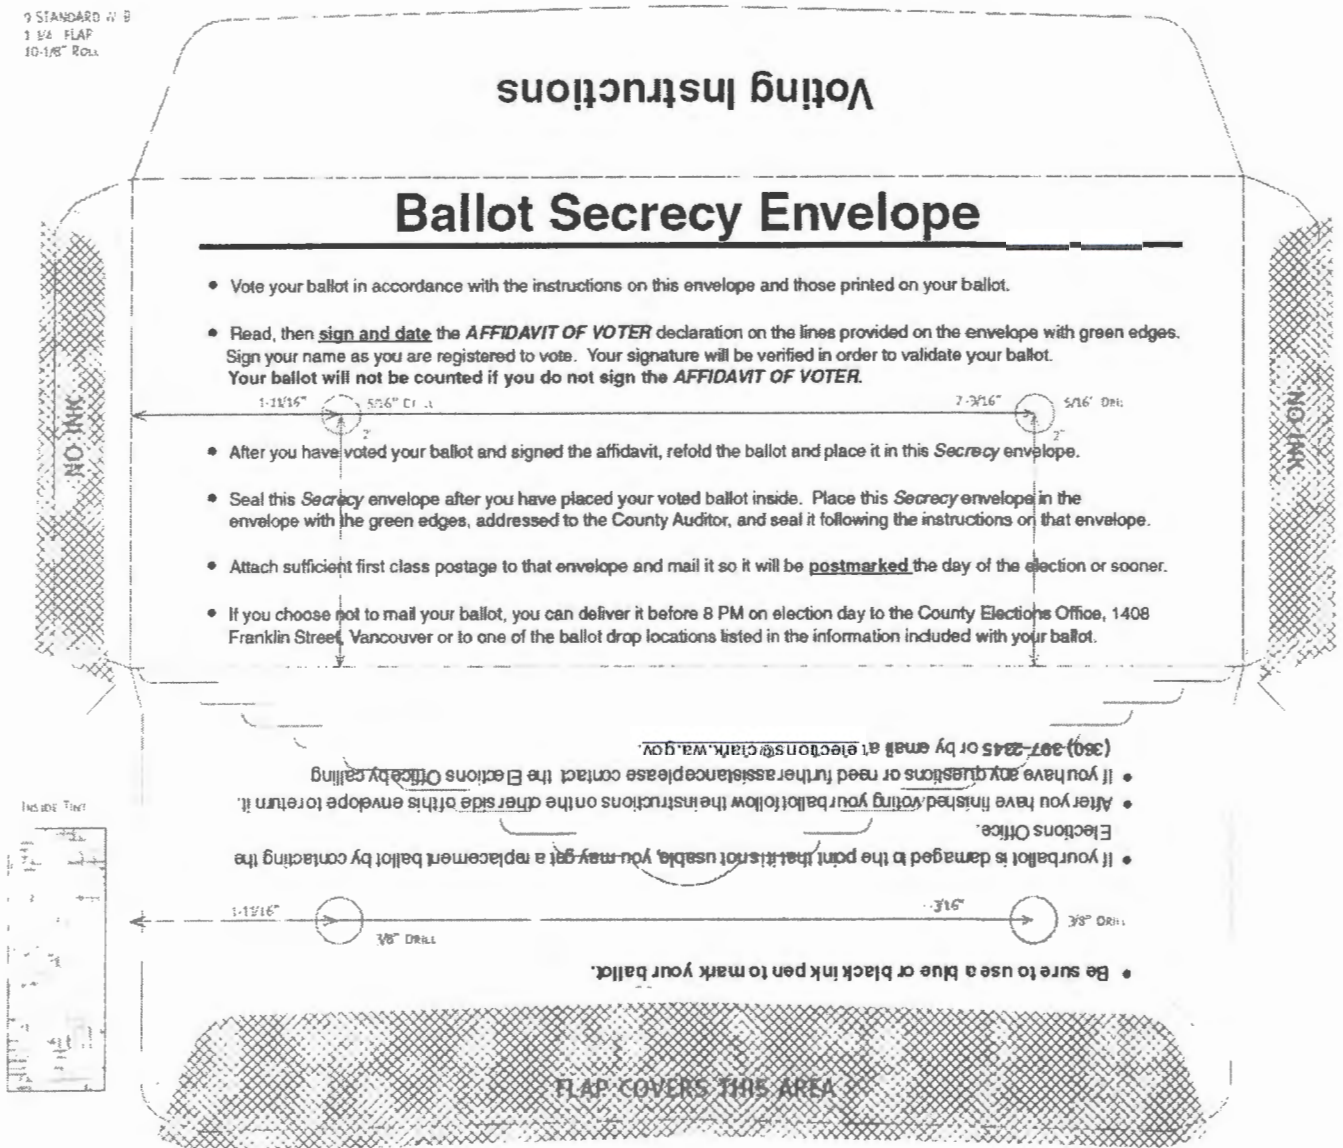 9 STANDARD
1 1/4 FLAP
10-1/8" ROLL
Voting Instructions
Ballot Secrecy Envelope
• Vote your ballot in accordance with the instructions on this envelope and those printed on your ballot.
• Read, then sign and date the AFFIDAVIT OF VOTER declaration on the lines provided on the envelope with green edges.
Sign your name as you are registered to vote. Your signature will be verified in order to validate your ballot.
Your ballot will not be counted if you do not sign the AFFIDAVIT OF VOTER.
1-11/16" 5/16" 7-3/16" 5/16"
2" 2"
NO INK
NO INK
• After you have voted your ballot and signed the affidavit, refold the ballot and place it in this Secrecy envelope.
• Seal this Secrecy envelope after you have placed your voted ballot inside. Place this Secrecy envelope in the
envelope with the green edges, addressed to the County Auditor, and seal it following the instructions on that envelope.
• Attach sufficient first class postage to that envelope and mail it so it will be postmarked the day of the election or sooner.
• If you choose not to mail your ballot, you can deliver it before 8 PM on election day to the County Elections Office, 1408
Franklin Street, Vancouver or to one of the ballot drop locations listed in the information included with your ballot.
• Be sure to use a blue or black ink pen to mark your ballot.
1-11/16" 3/8" DRILL 3/16" 3/8" DRILL
• If your ballot is damaged to the point that it is not usable, you may get a replacement ballot by contacting the
Elections Office.
• After you have finished voting your ballot follow the instructions on the other side of this envelope to return it.
• If you have any questions or need further assistance please contact the Elections Office by calling
(360) 397-2345 or by email at elections@clark.wa.gov.
INSIDE TINT
FLAP COVERS THIS AREA